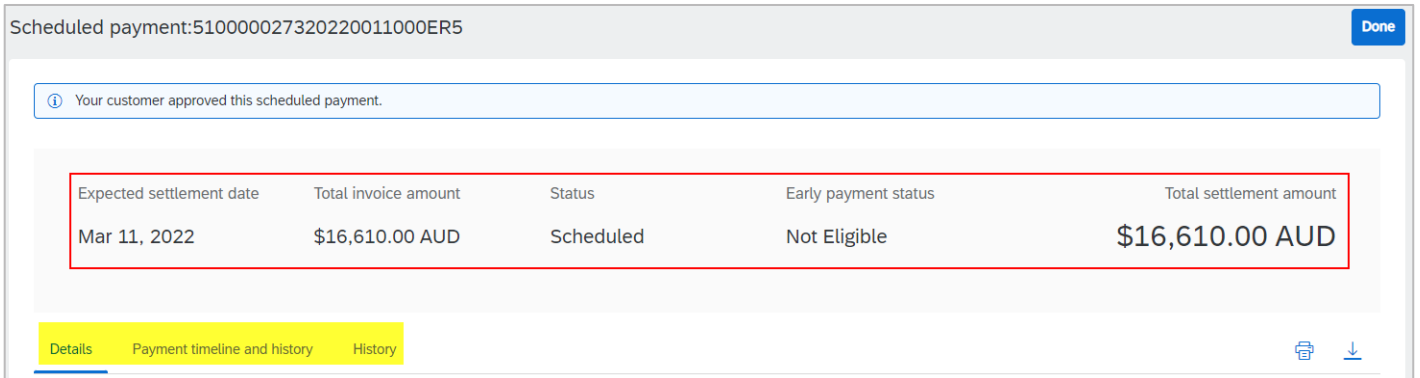 Scheduled payment:510000027320220011000ER5
Done
Your customer approved this scheduled payment.
Expected settlement date Total invoice amount Status Early payment status Total settlement amount
Mar 11, 2022 $16,610.00 AUD Scheduled Not Eligible $16,610.00 AUD
Details Payment timeline and history History